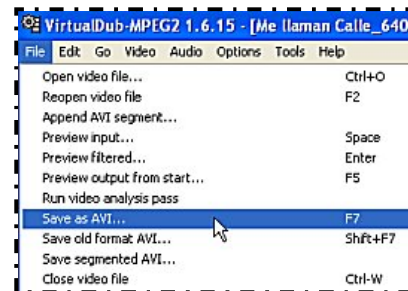 VirtualDub-MPEG2 1.6.15 - [Me llaman Calle_640
File Edit Go Video Audio Options Tools Help
Open video file... Ctrl+O
Reopen video file F2
Append AVI segment...
Preview input... Space
Preview filtered... Enter
Preview output from start... F5
Run video analysis pass
Save as AVI... F7
Save old format AVI... Shift+F7
Save segmented AVI...
Close video file Ctrl-W